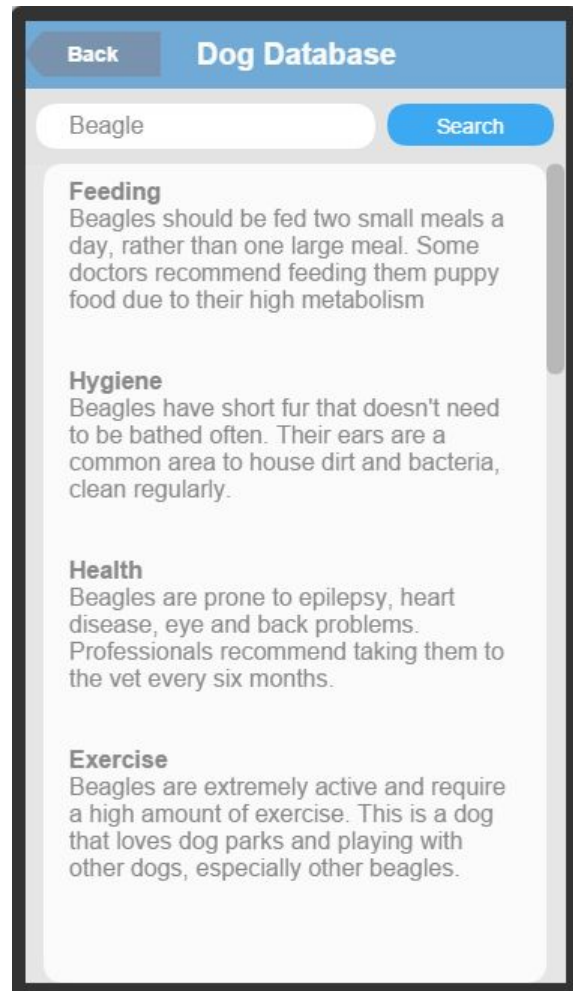 Back
Dog Database
Beagle
Search
Feeding
Beagles should be fed two small meals a
day, rather than one large meal. Some
doctors recommend feeding them puppy
food due to their high metabolism
Hygiene
Beagles have short fur that doesn't need
to be bathed often. Their ears are a
common area to house dirt and bacteria,
clean regularly.
Health
Beagles are prone to epilepsy, heart
disease, eye and back problems.
Professionals recommend taking them to
the vet every six months.
Exercise
Beagles are extremely active and require
a high amount of exercise. This is a dog
that loves dog parks and playing with
other dogs, especially other beagles.